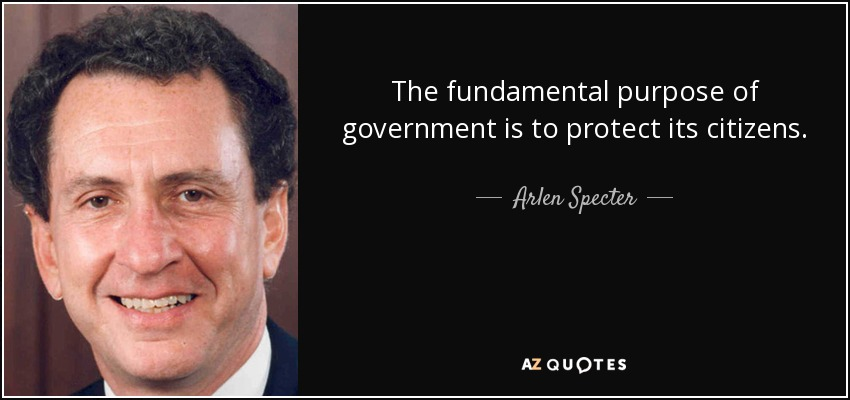 The fundamental purpose of
government is to protect its citizens.
Arlen Specter
AZ QUOTES